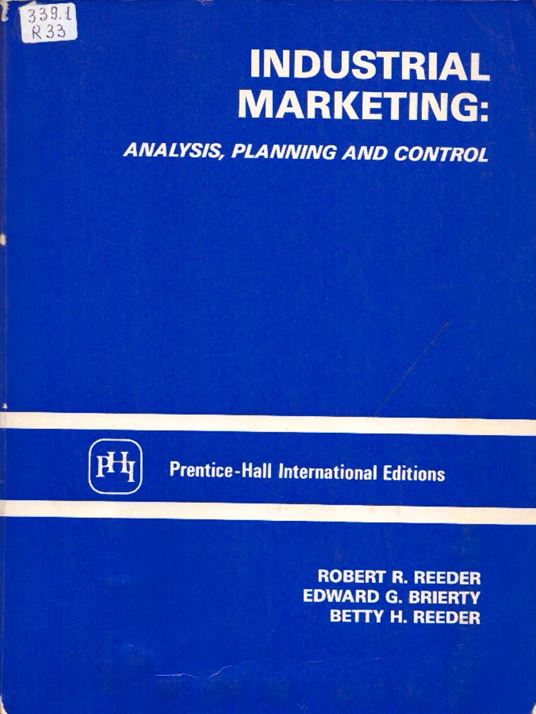 339.1
R33
INDUSTRIAL
MARKETING:
ANALYSIS, PLANNING AND CONTROL
PHI
Prentice-Hall International Editions
ROBERT R. REEDER
EDWARD G. BRIERTY
BETTY H. REEDER